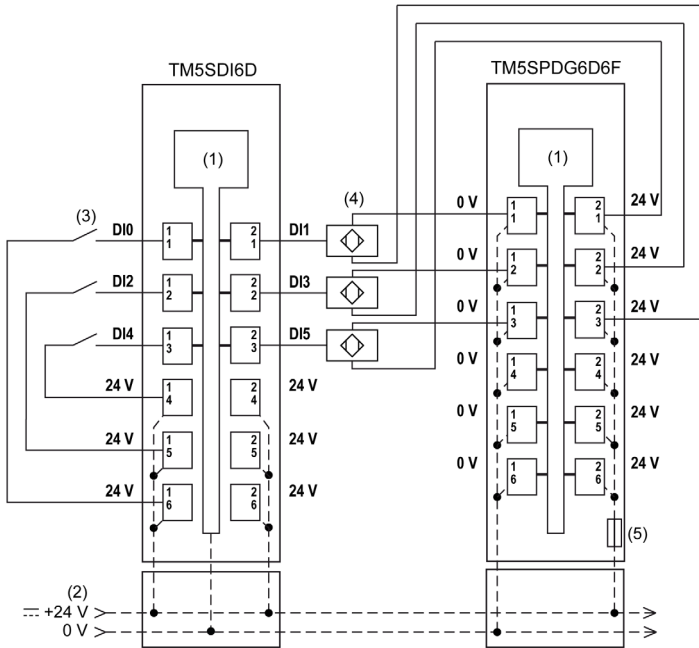 TM5SDI6D TM5SPDG6D6F
(1) (1)
(3) DI0 1 1 2 1 DI1 (4) 0 V 1 1 2 1 24 V
DI2 1 2 2 2 DI3 0 V 1 2 2 2 24 V
DI4 1 3 2 3 DI5 0 V 1 3 2 3 24 V
24 V 1 4 2 4 24 V 0 V 1 4 2 4 24 V
24 V 1 5 2 5 24 V 0 V 1 5 2 5 24 V
24 V 1 6 2 6 24 V 0 V 1 6 2 6 24 V
(5)
(2)
+24 V
0 V